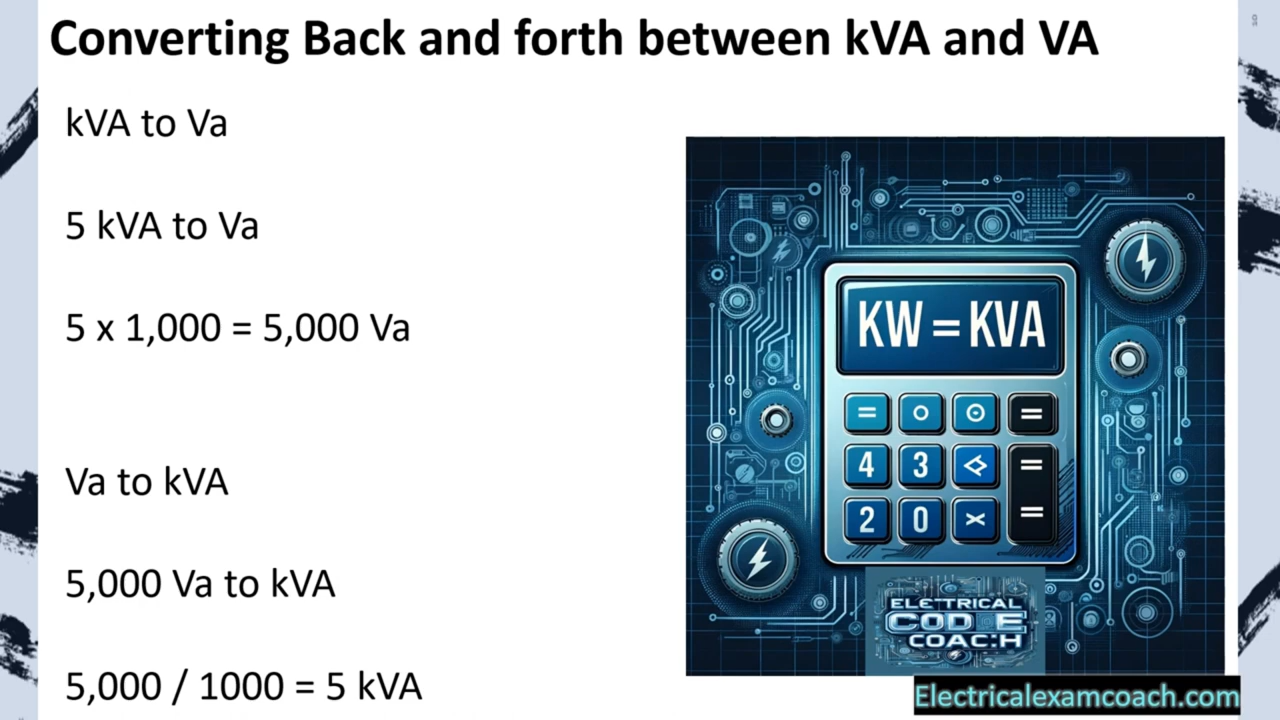 Converting Back and forth between kVA and VA
kVA to Va
5 kVA to Va
5 x 1,000 = 5,000 Va
Va to kVA
5,000 Va to kVA
5,000 / 1000 = 5 kVA
KW = KVA
4 3
2 0 ×
ELECTRICAL
CODE
COACH
Electricalexamcoach.com